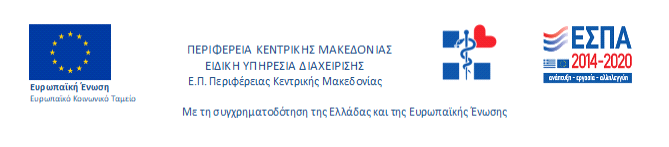 Ευρωπαϊκή Ένωση
Ευρωπαϊκό Κοινωνικό Ταμείο
ΠΕΡΙΦΕΡΕΙΑ ΚΕΝΤΡΙΚΗΣ ΜΑΚΕΔΟΝΙΑΣ
ΕΙΔΙΚΗ ΥΠΗΡΕΣΙΑ ΔΙΑΧΕΙΡΙΣΗΣ
Ε.Π. Περιφέρειας Κεντρικής Μακεδονίας
ΕΣΠΑ
2014-2020
ανάπτυξη - εργασία - αλληλεγγύη
Με τη συγχρηματοδότηση της Ελλάδας και της Ευρωπαϊκής Ένωσης